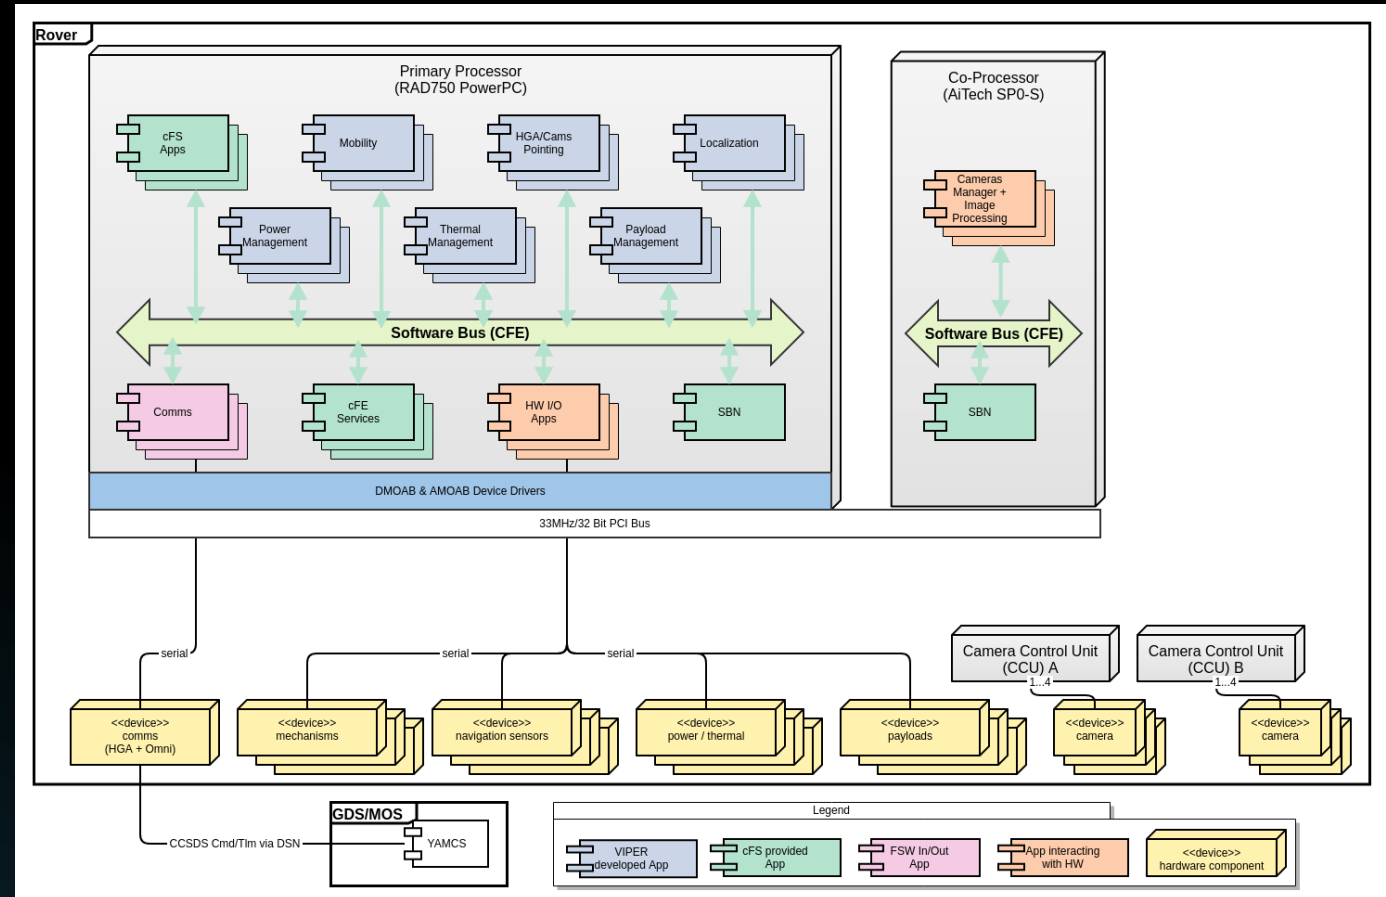 Rover
Primary Processor
(RAD750 PowerPC)
Co-Processor
(AiTech SP0-S)
cFS
Apps
Mobility
HGA/Cams
Pointing
Localization
Cameras
Manager +
Image
Processing
Power
Management
Thermal
Management
Payload
Management
Software Bus (CFE)
Software Bus (CFE)
Comms
cFE
Services
HW I/O
Apps
SBN
SBN
DMOAB & AMOAB Device Drivers
33MHz/32 Bit PCI Bus
serial
serial
serial
Camera Control Unit
(CCU) A
1...4
Camera Control Unit
(CCU) B
1...4
<<device>>
comms
(HGA + Omni)
<<device>>
mechanisms
<<device>>
navigation sensors
<<device>>
power / thermal
<<device>>
payloads
<<device>>
camera
<<device>>
camera
GDS/MOS
CCSDS Cmd/Tlm via DSN
YAMCS
Legend
VIPER
developed App
cFS provided
App
FSW In/Out
App
App interacting
with HW
<<device>>
hardware component